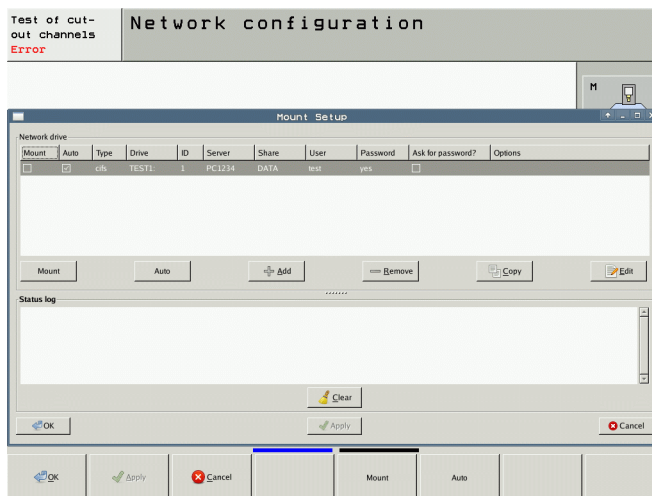 Test of cut-
out channels
Error
Network configuration
M
Mount Setup
Network drive
Mount Auto Type Drive ID Server Share User Password Ask for password? Options
cifs TEST1: 1 PC1234 DATA test yes
Mount Auto Add Remove Copy Edit
Status log
Clear
OK Apply Cancel
OK Apply Cancel Mount Auto